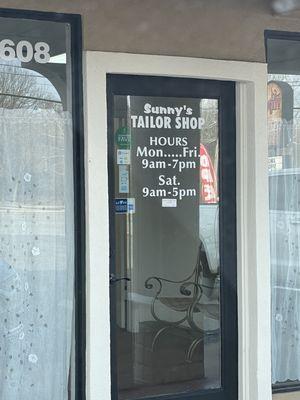 608
Sunny's
TAILOR SHOP
HOURS
Mon.....Fri
9am-7pm
Sat.
9am-5pm